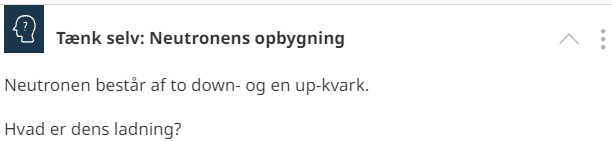 Tænk selv: Neutronens opbygning
Neutronen består af to down- og en up-kvark.
Hvad er dens ladning?